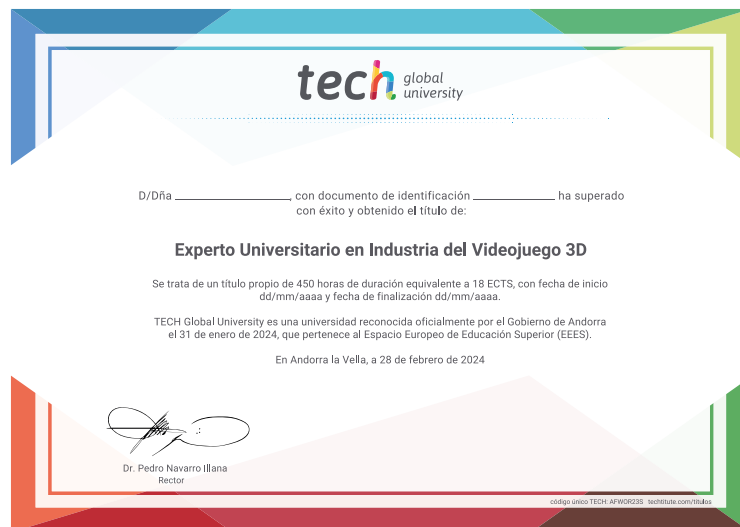 tech global university
D/Dña ______________, con documento de identificación __________ ha superado
con éxito y obtenido el título de:
Experto Universitario en Industria del Videojuego 3D
Se trata de un título propio de 450 horas de duración equivalente a 18 ECTS, con fecha de inicio
dd/mm/aaaa y fecha de finalización dd/mm/aaaa.
TECH Global University es una universidad reconocida oficialmente por el Gobierno de Andorra
el 31 de enero de 2024, que pertenece al Espacio Europeo de Educación Superior (EEES).
En Andorra la Vella, a 28 de febrero de 2024
Dr. Pedro Navarro Illana
Rector
código único TECH: AFWOR23S techtitute.com/titulos